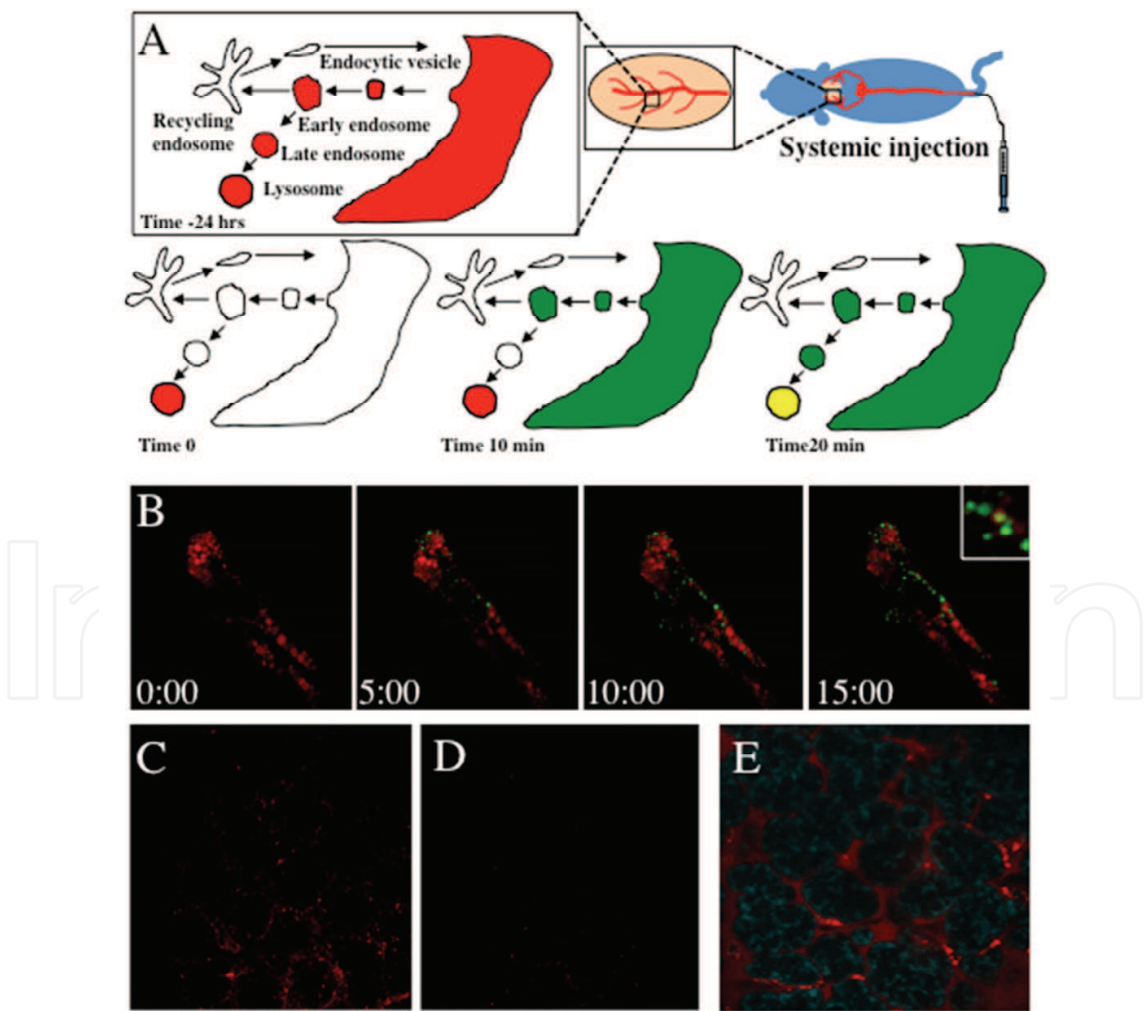 A
Endocytic vesicle
Recycling
endosome
Early endosome
Late endosome
Lysosome
Time -24 hrs
Systemic injection
Time 0
Time 10 min
Time20 min
B
0:00
5:00
10:00
15:00
C
D
E